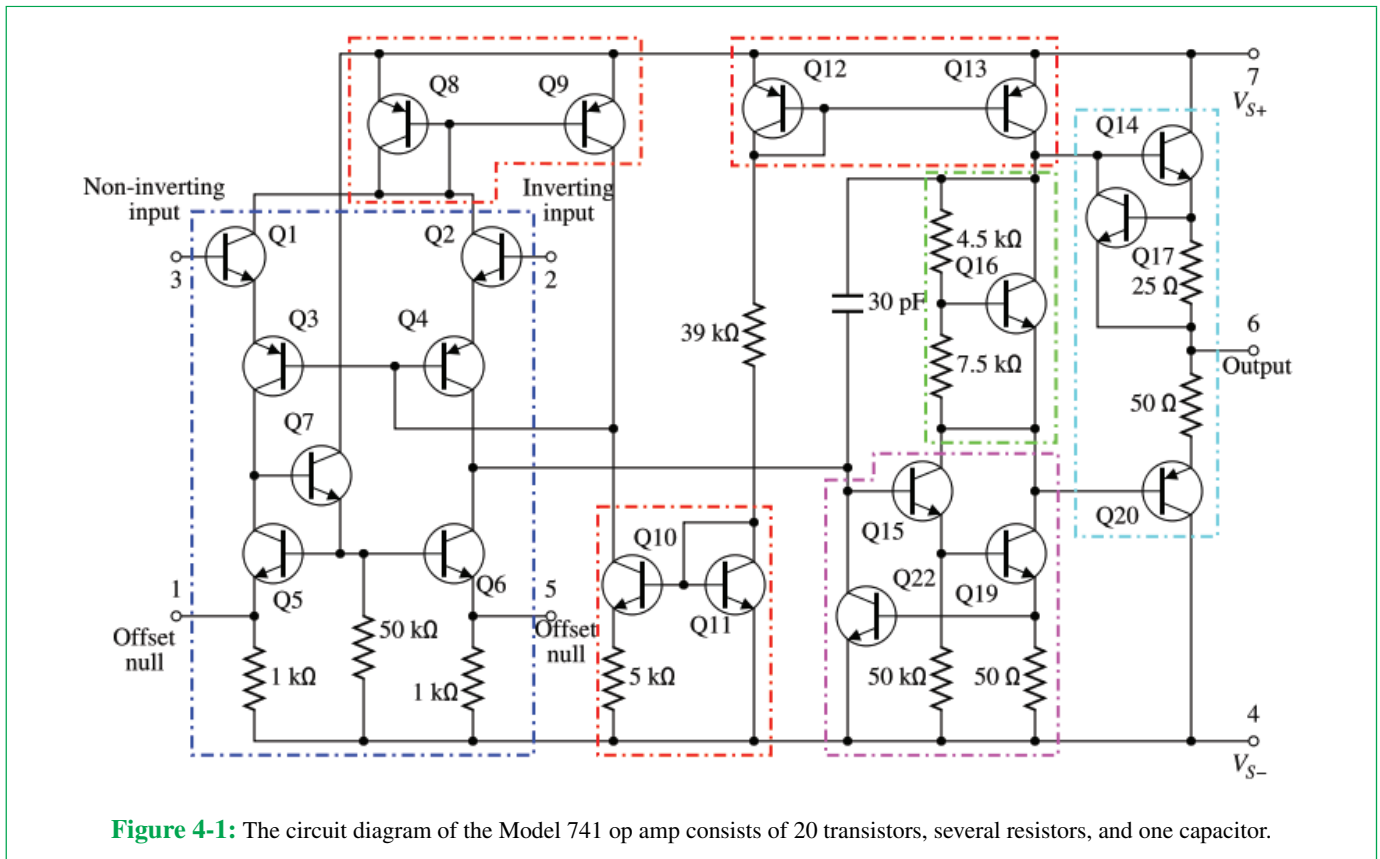 Q8
Q9
Q12
Q13
7
V_S+
Q14
Non-inverting
input
Inverting
input
Q1
Q2
3
2
4.5 kΩ
Q16
Q17
25 Ω
30 pF
6
Output
Q3
Q4
39 kΩ
7.5 kΩ
50 Ω
Q7
Q15
Q20
Q10
Q22
Q19
1
Q5
Q6
5
Q11
Offset
null
50 kΩ
Offset
null
1 kΩ
1 kΩ
5 kΩ
50 kΩ
50 Ω
4
V_S−
Figure 4-1: The circuit diagram of the Model 741 op amp consists of 20 transistors, several resistors, and one capacitor.